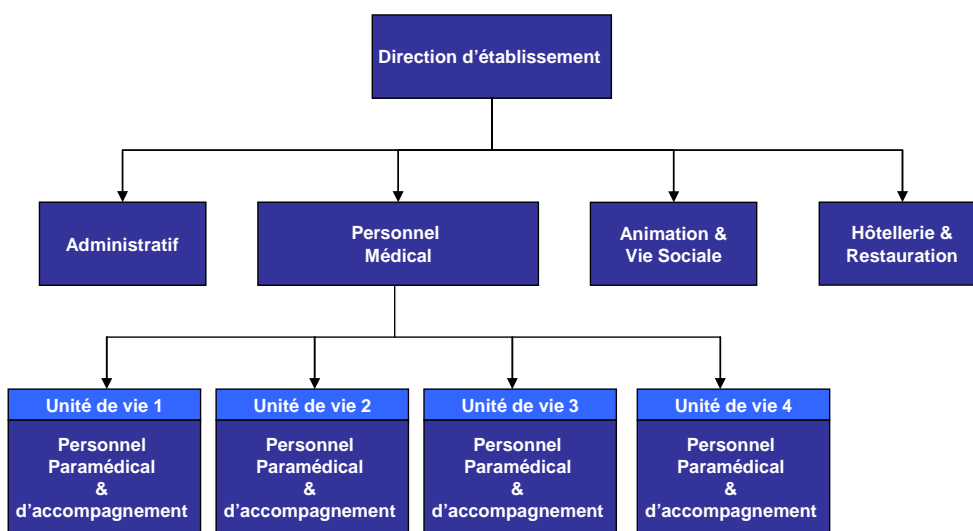 Direction d’établissement
Administratif
Personnel
Médical
Animation &
Vie Sociale
Hôtellerie &
Restauration
Unité de vie 1
Personnel
Paramédical
&
d’accompagnement
Unité de vie 2
Personnel
Paramédical
&
d’accompagnement
Unité de vie 3
Personnel
Paramédical
&
d’accompagnement
Unité de vie 4
Personnel
Paramédical
&
d’accompagnement